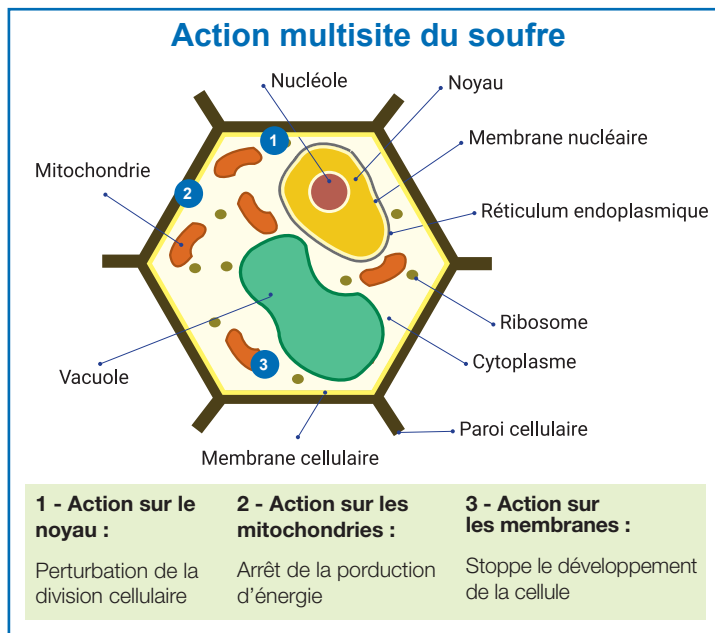 Action multisite du soufre
Nucléole
Noyau
Membrane nucléaire
Mitochondrie
1
2
Réticulum endoplasmique
Ribosome
Cytoplasme
3
Vacuole
Paroi cellulaire
Membrane cellulaire
1 - Action sur le
noyau :
Perturbation de la
division cellulaire
2 - Action sur les
mitochondries :
Arrêt de la porduction
d'énergie
3 - Action sur
les membranes :
Stoppe le développement
de la cellule